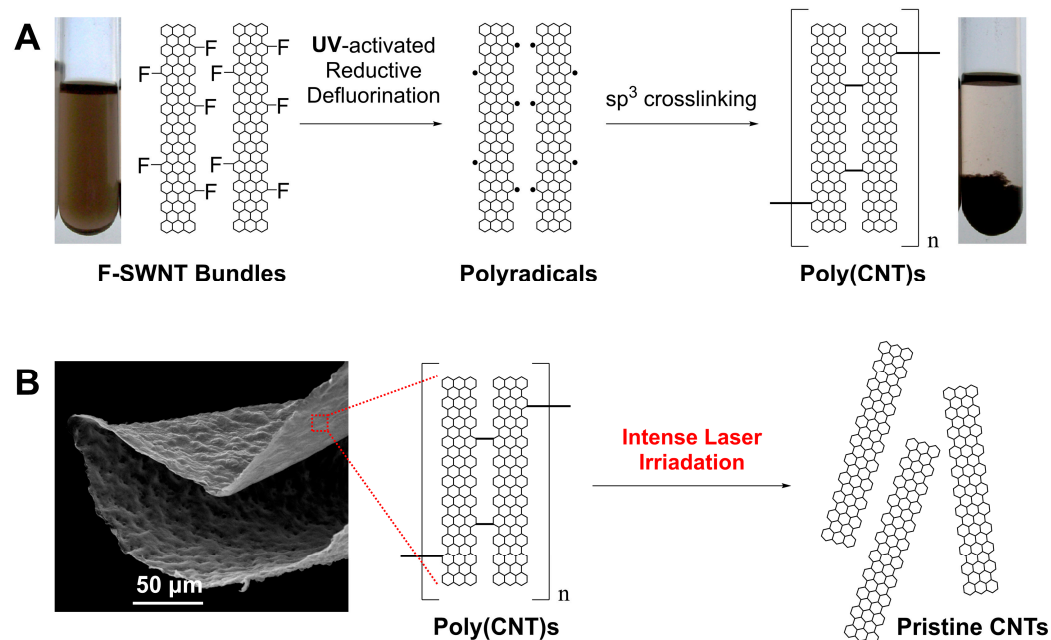 A
F
F
F
F
F
F
F
F
F
F
UV-activated
Reductive
Defluorination
sp3 crosslinking
n
F-SWNT Bundles
Polyradicals
Poly(CNT)s
B
50 µm
Intense Laser
Irriadation
n
Poly(CNT)s
Pristine CNTs